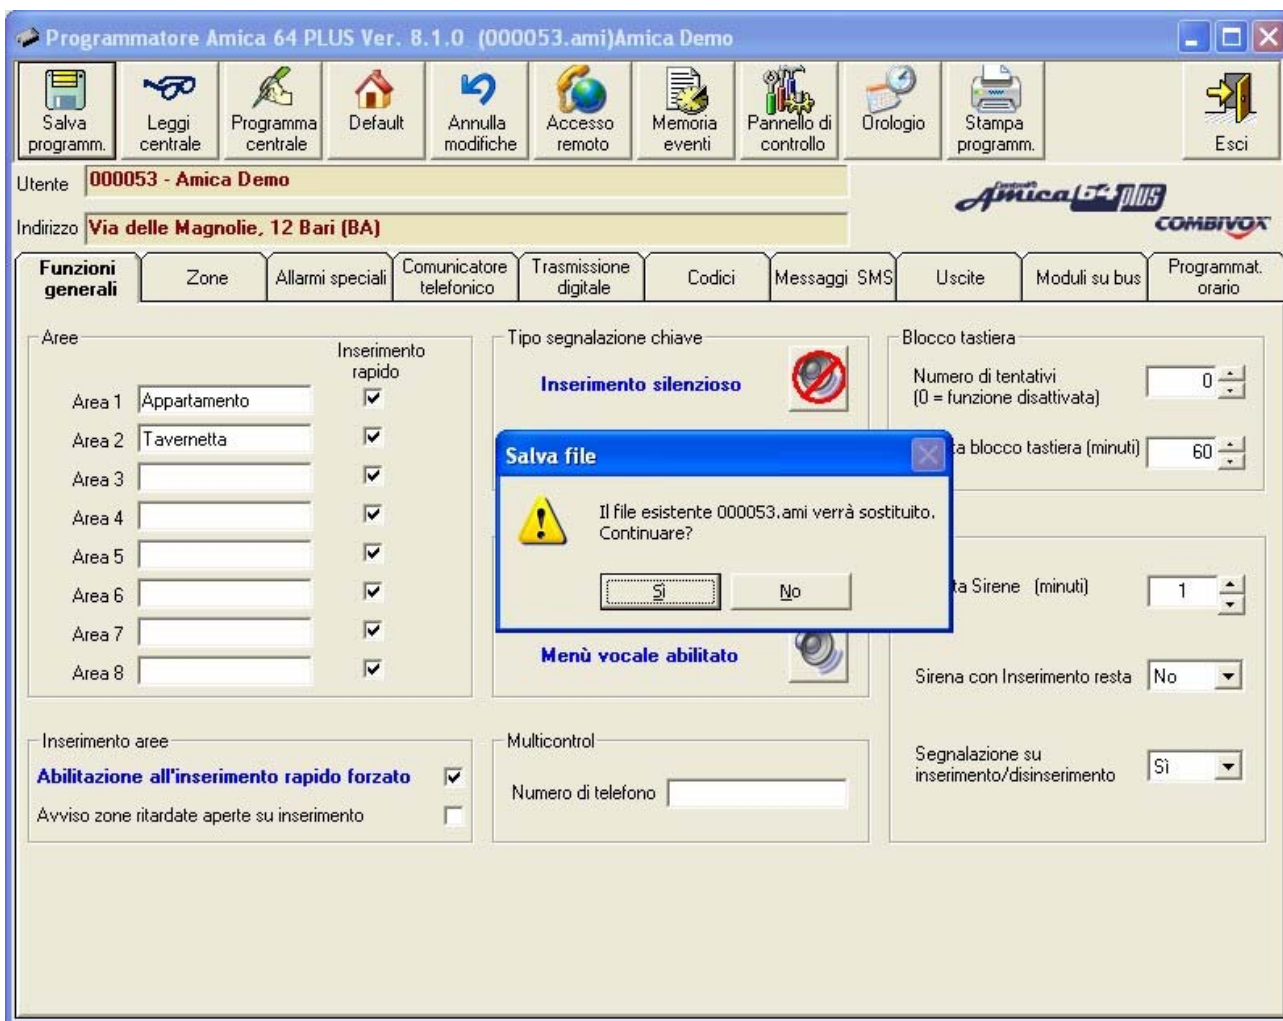 Programmatore Amica 64 PLUS Ver. 8.1.0 (000053.ami)Amica Demo
Salva programm.
Leggi centrale
Programma centrale
Default
Annulla modifiche
Accesso remoto
Memoria eventi
Pannello di controllo
Orologio
Stampa programm.
Esci
Utente 000053 - Amica Demo
Indirizzo Via delle Magnolie, 12 Bari (BA)
Amica 64 plus
COMBIVOX
Funzioni generali
Zone
Allarmi speciali
Comunicatore telefonico
Trasmissione digitale
Codici
Messaggi SMS
Uscite
Moduli su bus
Programmat. orario
Aree
Inserimento rapido
Area 1 Appartamento
Area 2 Tavernetta
Area 3
Area 4
Area 5
Area 6
Area 7
Area 8
Inserimento aree
Abilitazione all'inserimento rapido forzato
Avviso zone ritardate aperte su inserimento
Tipo segnalazione chiave
Inserimento silenzioso
Salva file
Il file esistente 000053.ami verrà sostituito.
Continuare?
Sì
No
Menù vocale abilitato
Multicontrol
Numero di telefono
Blocco tastiera
Numero di tentativi
(0 = funzione disattivata)
0
blocco tastiera (minuti)
60
Sirene (minuti)
1
Sirena con Inserimento resta No
Segnalazione su
inserimento/disinserimento
Sì